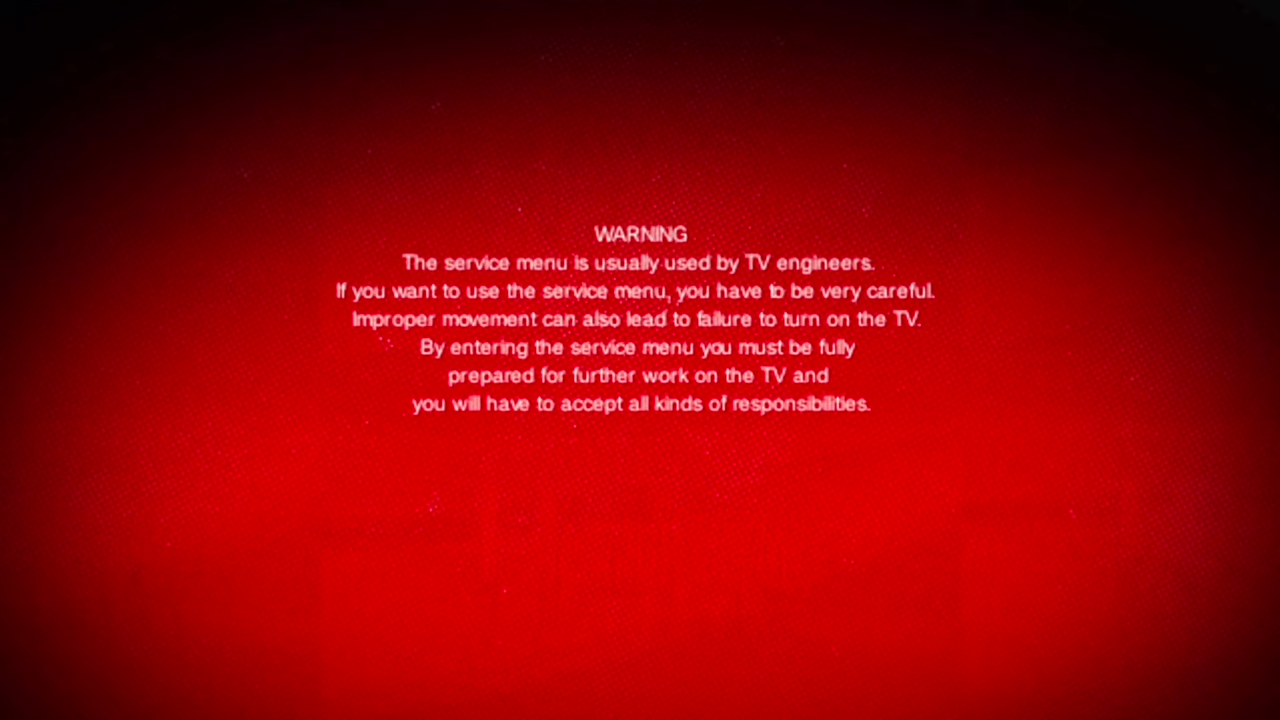 WARNING
The service menu is usually used by TV engineers.
If you want to use the service menu, you have to be very careful.
Improper movement can also lead to failure to turn on the TV.
By entering the service menu you must be fully
prepared for further work on the TV and
you will have to accept all kinds of responsibilities.